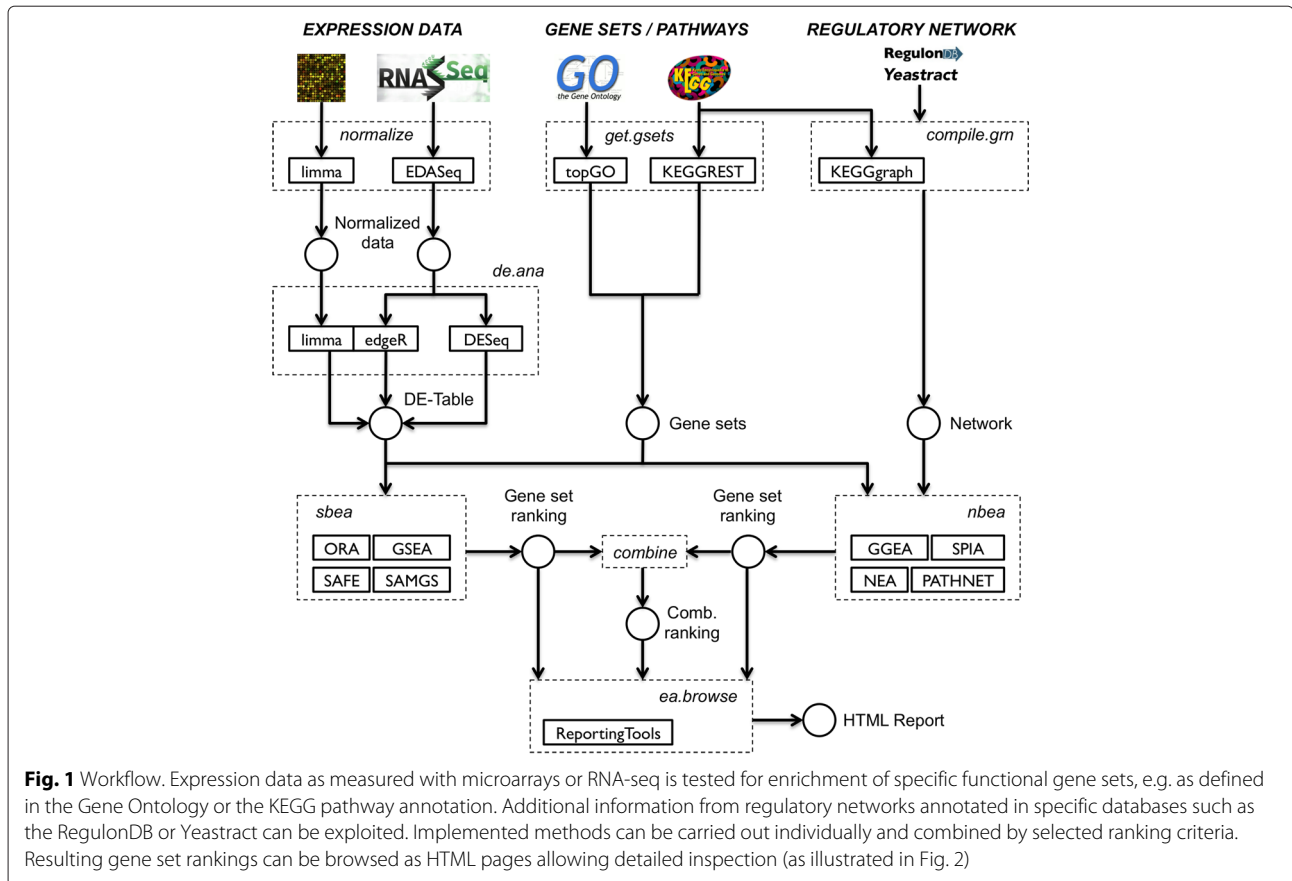 EXPRESSION DATA
GENE SETS / PATHWAYS
REGULATORY NETWORK
RNA Seq
GO
the Gene Ontology
KEGG
RegulonDB
Yeastract
normalize
get.gsets
compile.grn
limma
EDASeq
topGO
KEGGREST
KEGGgraph
Normalized
data
de.ana
limma
edgeR
DESeq
DE-Table
Gene sets
Network
sbea
Gene set
ranking
Gene set
ranking
nbea
ORA
GSEA
combine
GGEA
SPIA
SAFE
SAMGS
NEA
PATHNET
Comb.
ranking
ea.browse
ReportingTools
HTML Report
Fig. 1 Workflow. Expression data as measured with microarrays or RNA-seq is tested for enrichment of specific functional gene sets, e.g. as defined
in the Gene Ontology or the KEGG pathway annotation. Additional information from regulatory networks annotated in specific databases such as
the RegulonDB or Yeastract can be exploited. Implemented methods can be carried out individually and combined by selected ranking criteria.
Resulting gene set rankings can be browsed as HTML pages allowing detailed inspection (as illustrated in Fig. 2)